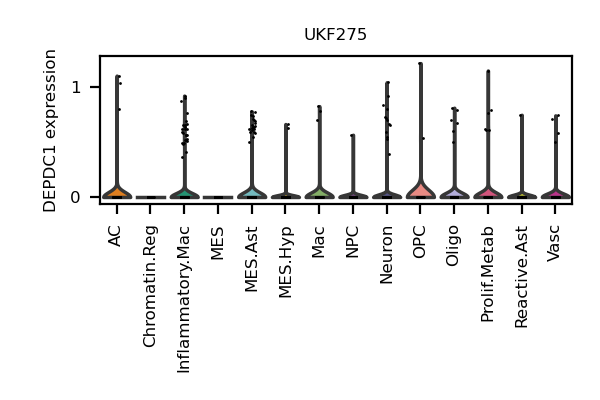 UKF275
DEPDC1 expression
1
0
AC
Chromatin.Reg
Inflammatory.Mac
MES
MES.Ast
MES.Hyp
Mac
NPC
Neuron
OPC
Oligo
Prolif.Metab
Reactive.Ast
Vasc